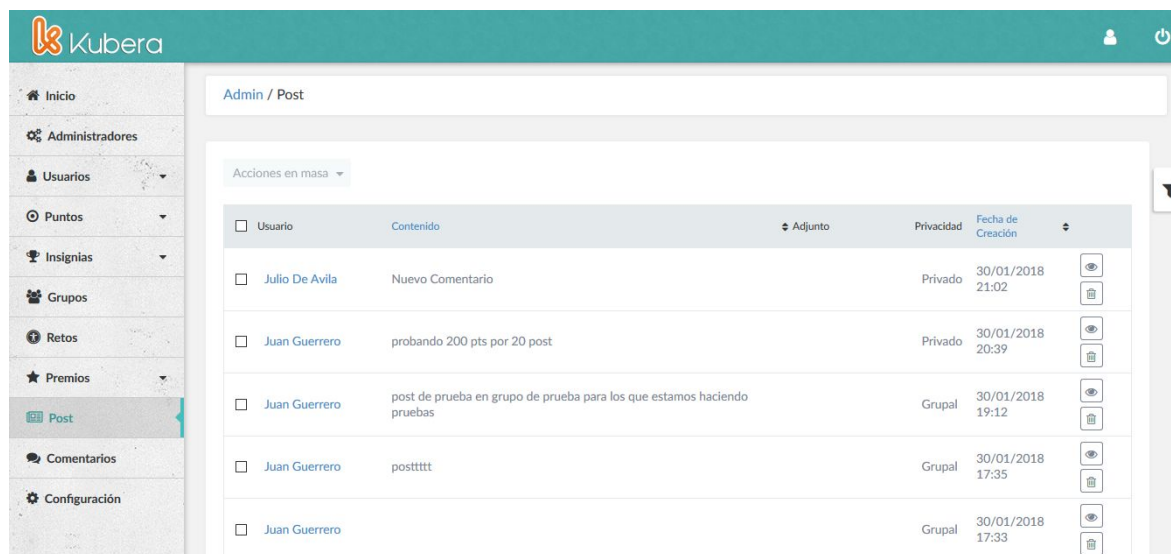 Kubera
Inicio
Administradores
Usuarios
Puntos
Insignias
Grupos
Retos
Premios
Post
Comentarios
Configuración
Admin / Post
Acciones en masa
Usuario Contenido Adjunto Privacidad Fecha de
Creación
Julio De Avila Nuevo Comentario Privado 30/01/2018
21:02
Juan Guerrero probando 200 pts por 20 post Privado 30/01/2018
20:39
Juan Guerrero post de prueba en grupo de prueba para los que estamos haciendo
pruebas Grupal 30/01/2018
19:12
Juan Guerrero posttttt Grupal 30/01/2018
17:35
Juan Guerrero Grupal 30/01/2018
17:33